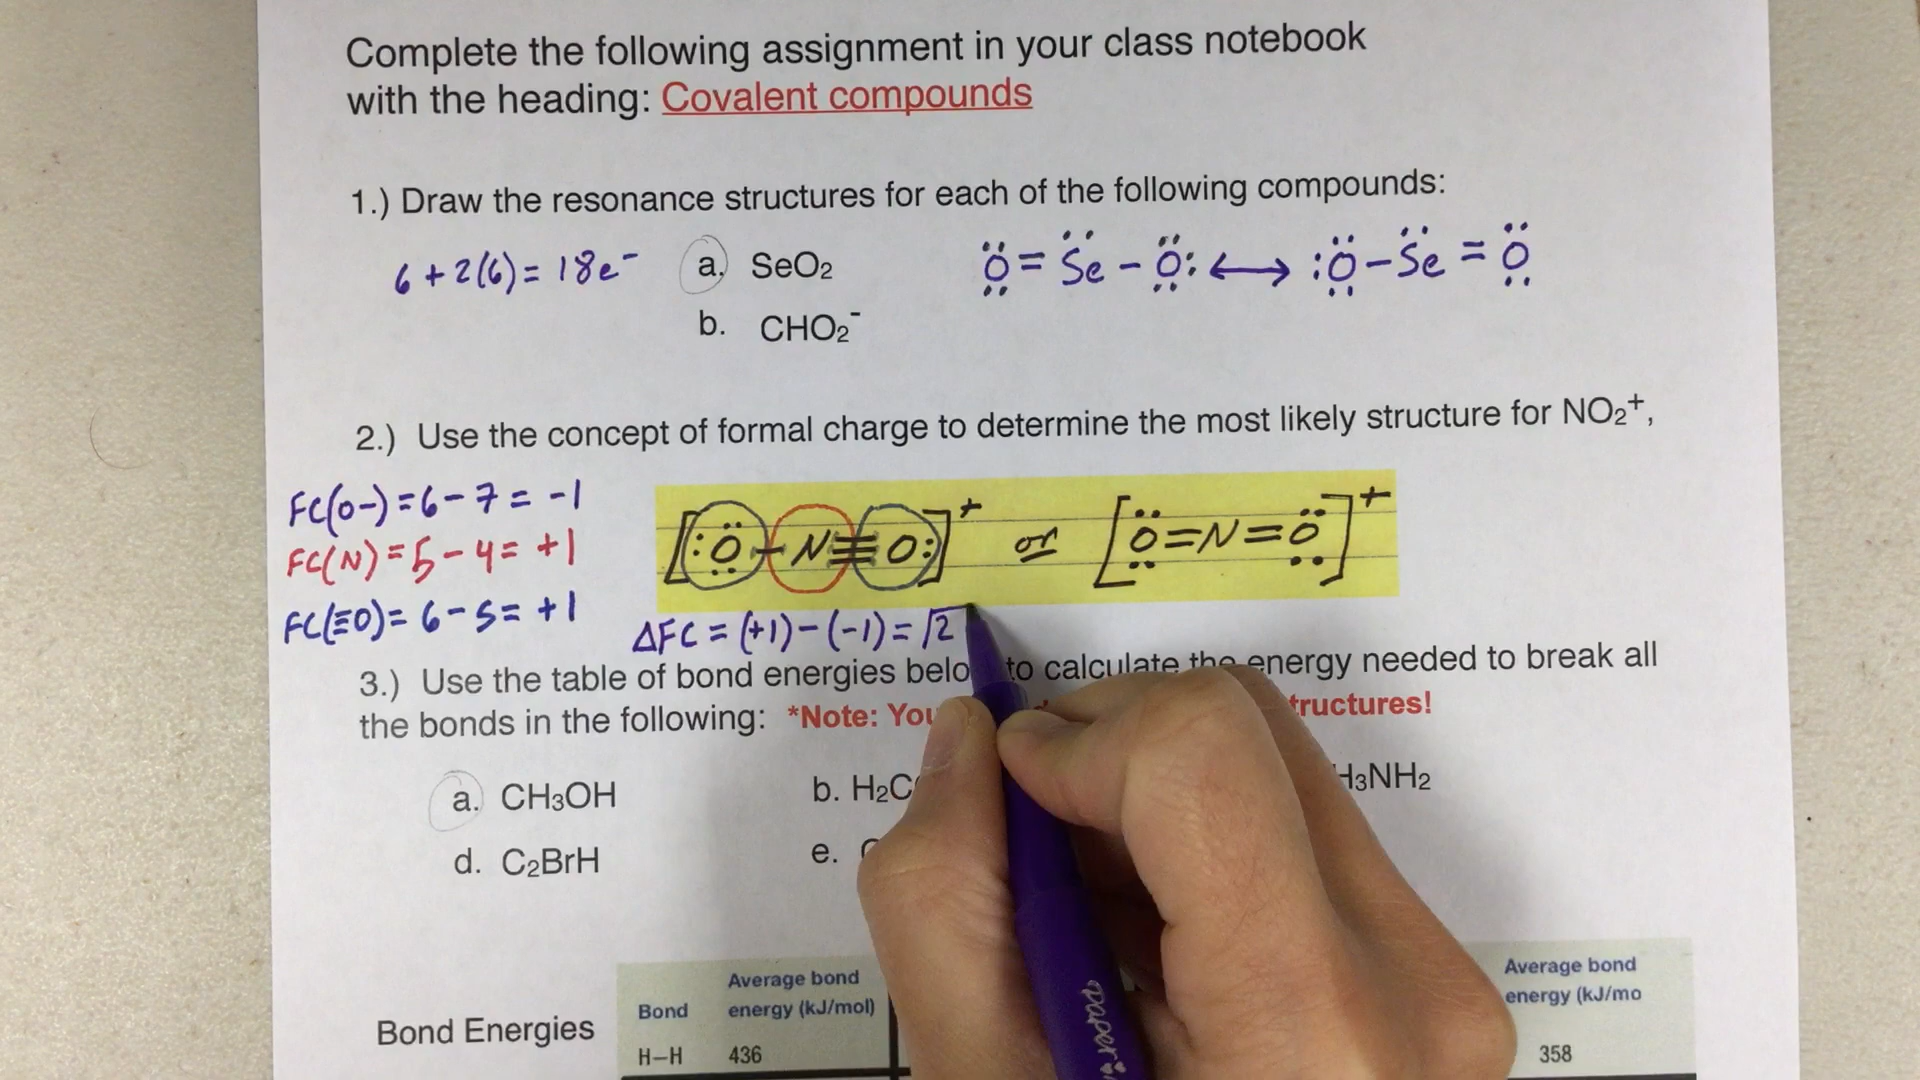 Complete the following assignment in your class notebook
with the heading: Covalent compounds
1.) Draw the resonance structures for each of the following compounds:
6 + 2(6) = 18e⁻ a. SeO₂ Ö = Se - Ö: ⟷ :Ö - Se = Ö
b. CHO₂⁻
2.) Use the concept of formal charge to determine the most likely structure for NO₂⁺,
FC(O-) = 6 - 7 = -1
[:Ö - N ≡ O:]⁺ or [Ö = N = Ö]⁺
FC(N) = 5 - 4 = +1
FC(≡O) = 6 - 5 = +1
ΔFC = (+1) - (-1) = 2
3.) Use the table of bond energies belo to calculate the energy needed to break all
the bonds in the following: *Note: You tructures!
a. CH₃OH b. H₂C H₃NH₂
d. C₂BrH e.
Bond Energies
Average bond
Bond energy (kJ/mol)
H–H 436
Average bond
energy (kJ/mo
358
paper